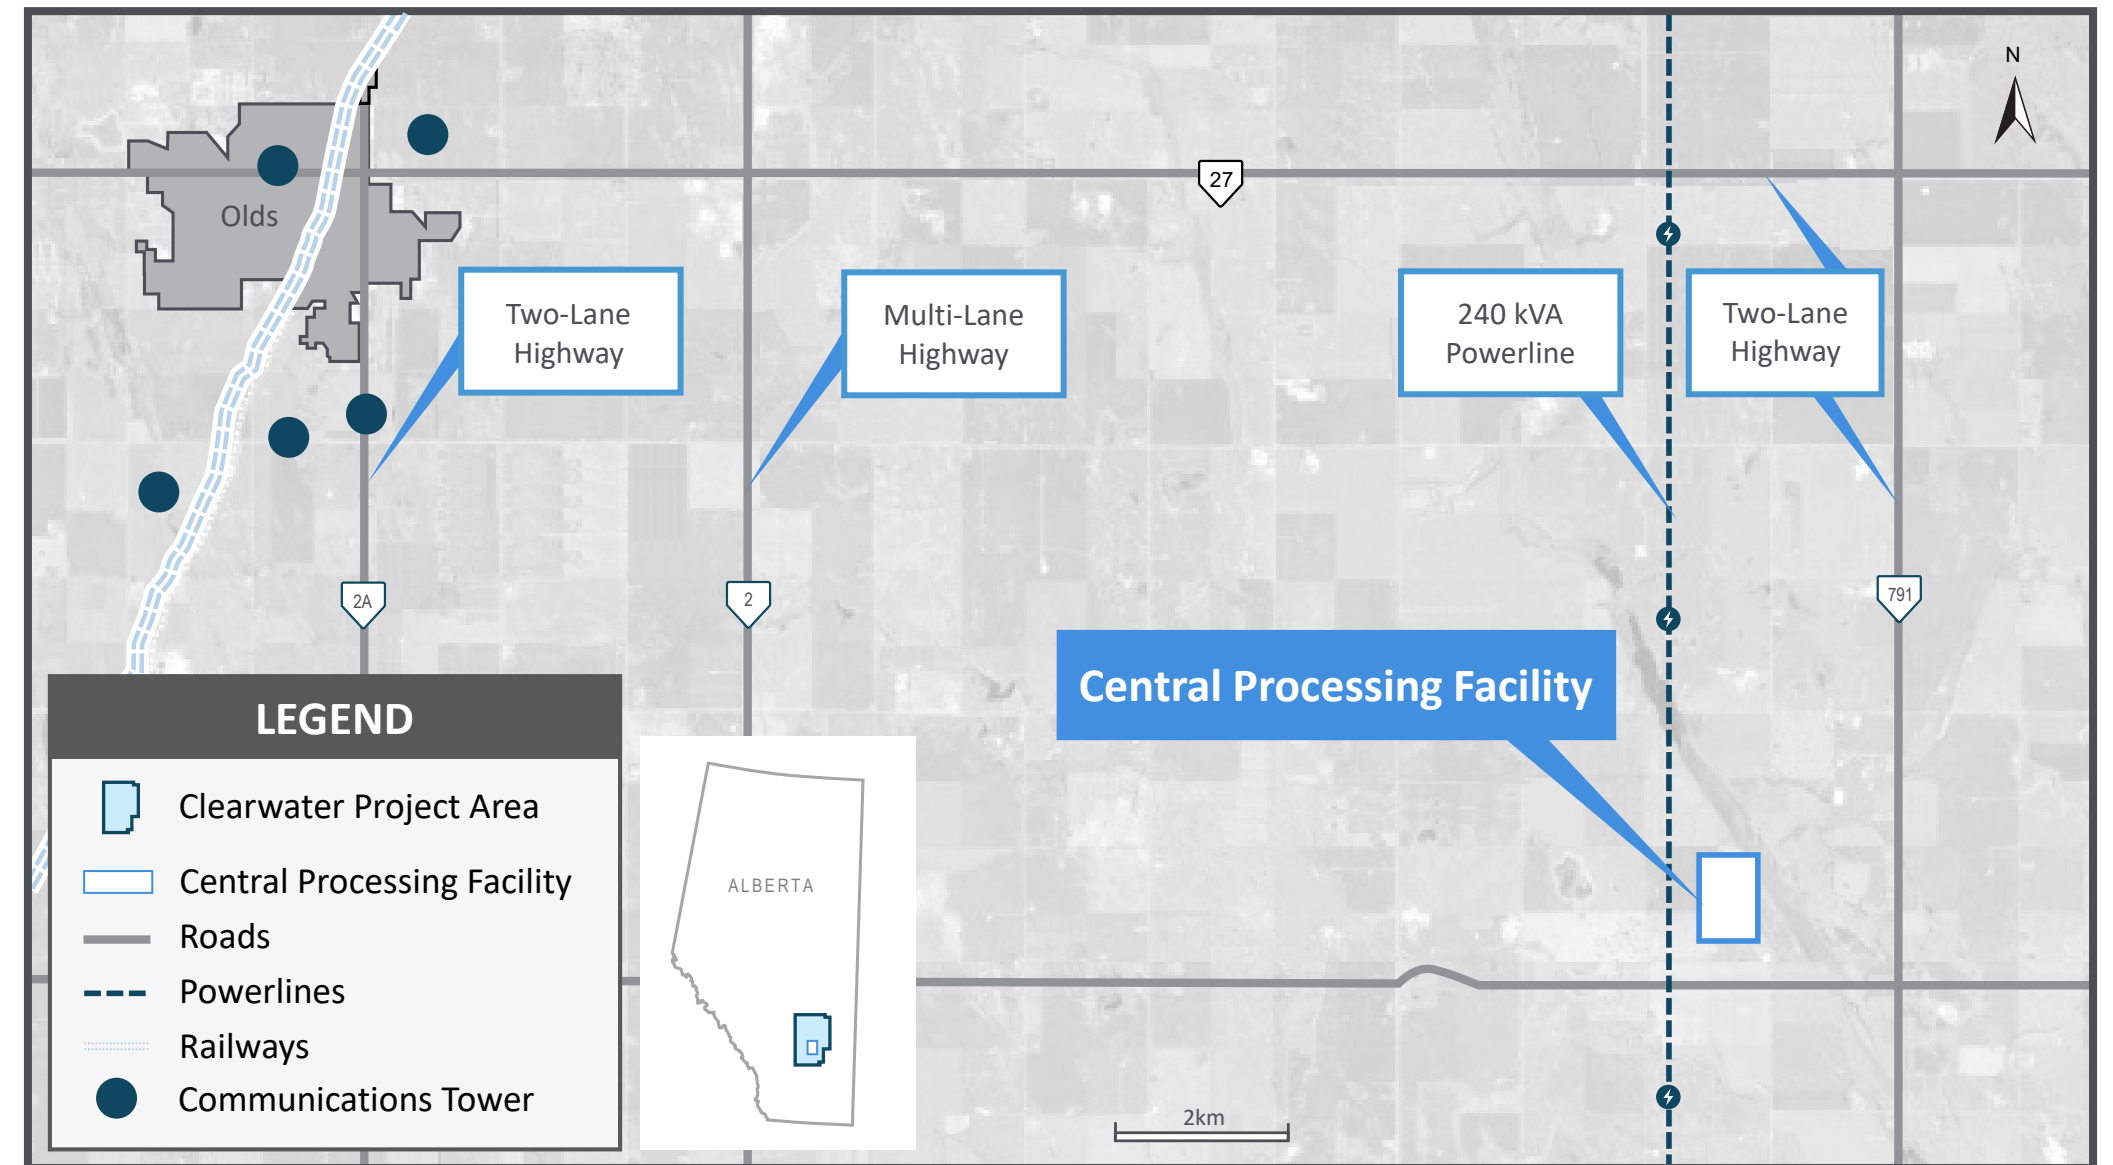 N
27
Olds
Two-Lane
Highway
Multi-Lane
Highway
240 kVA
Powerline
Two-Lane
Highway
2A
2
791
Central Processing Facility
LEGEND
Clearwater Project Area
Central Processing Facility
Roads
Powerlines
Railways
Communications Tower
ALBERTA
2km